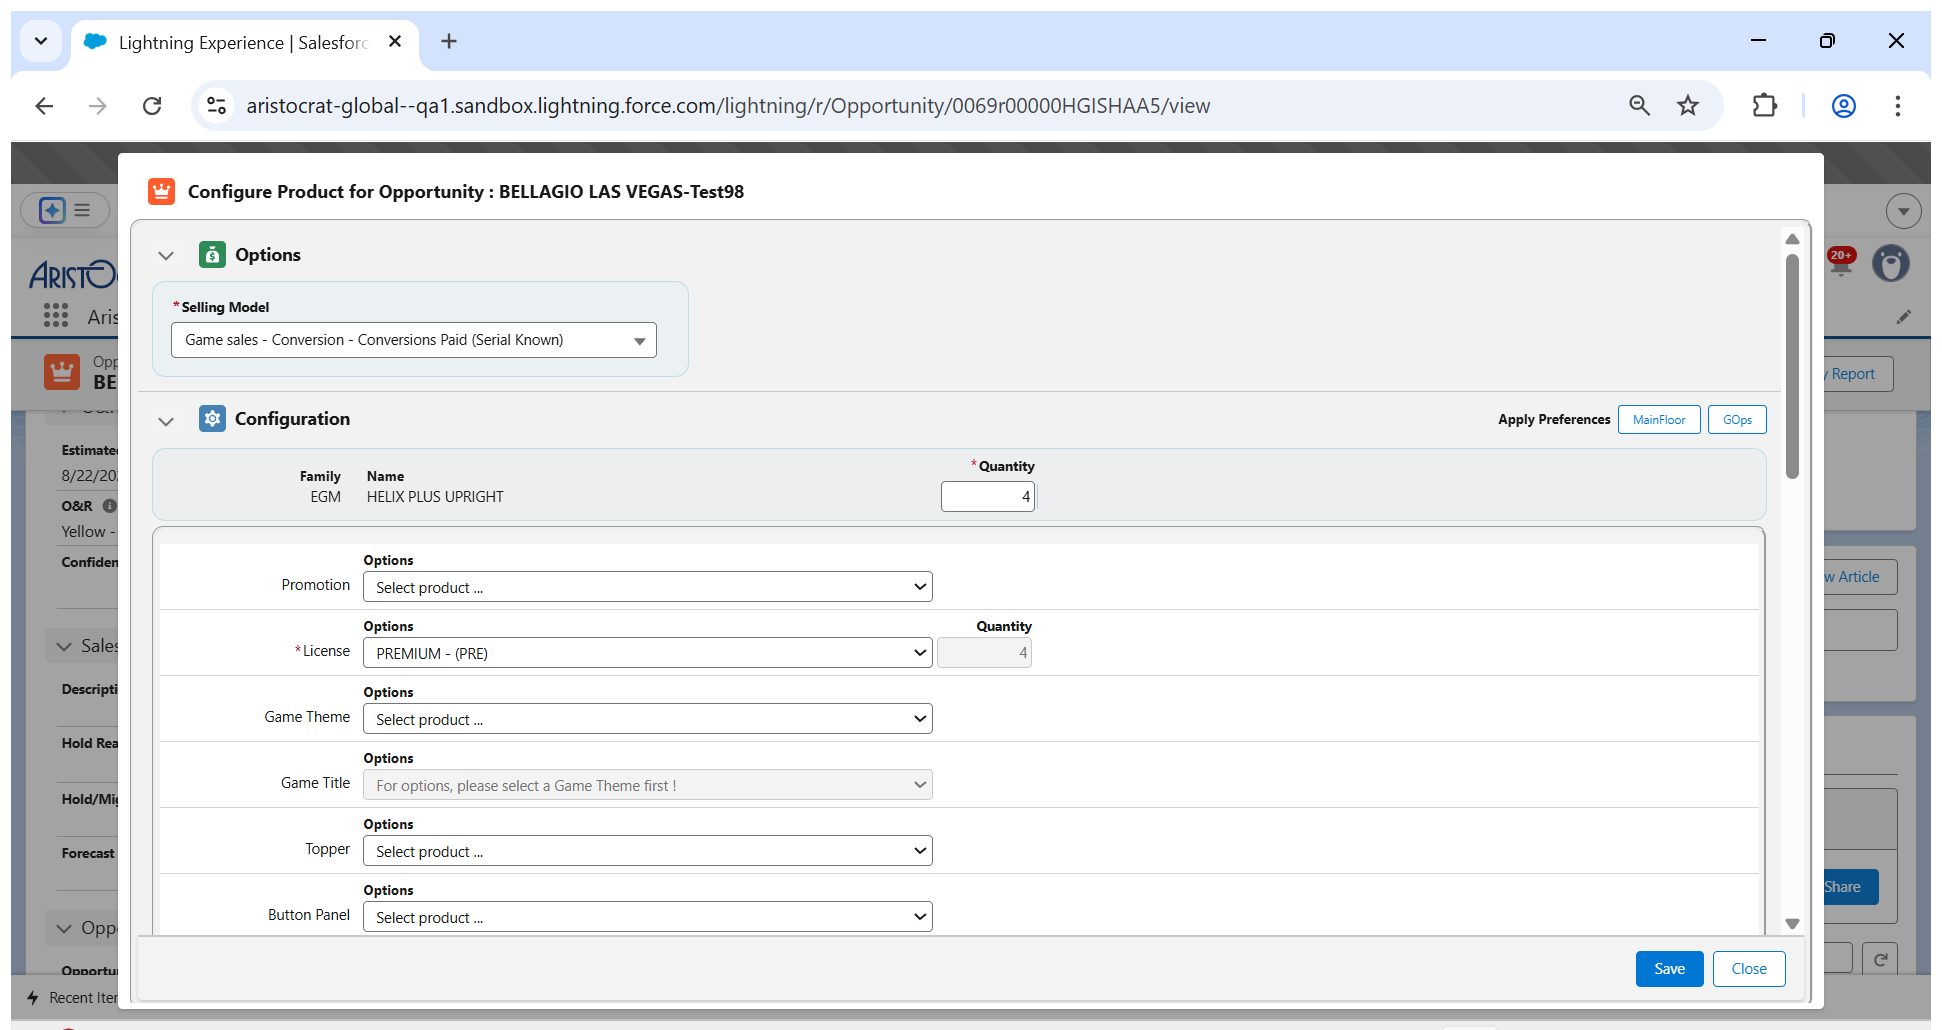 Lightning Experience | Salesforc
aristocrat-global--qa1.sandbox.lightning.force.com/lightning/r/Opportunity/0069r00000HGISHAA5/view
Configure Product for Opportunity : BELLAGIO LAS VEGAS-Test98
Options
* Selling Model
Game sales - Conversion - Conversions Paid (Serial Known)
Configuration
Apply Preferences MainFloor GOps
Family Name * Quantity
EGM HELIX PLUS UPRIGHT 4
Options
Promotion Select product ...
Options Quantity
* License PREMIUM - (PRE) 4
Options
Game Theme Select product ...
Options
Game Title For options, please select a Game Theme first !
Options
Topper Select product ...
Options
Button Panel Select product ...
Save Close
20+
ARISTO
Aris
Opp
BE
y Report
Estimated
8/22/20
O&R
Yellow -
Confiden
w Article
Sales
Descripti
Hold Rea
Hold/Mig
Forecast
Share
Oppo
Opportu
Recent Iter